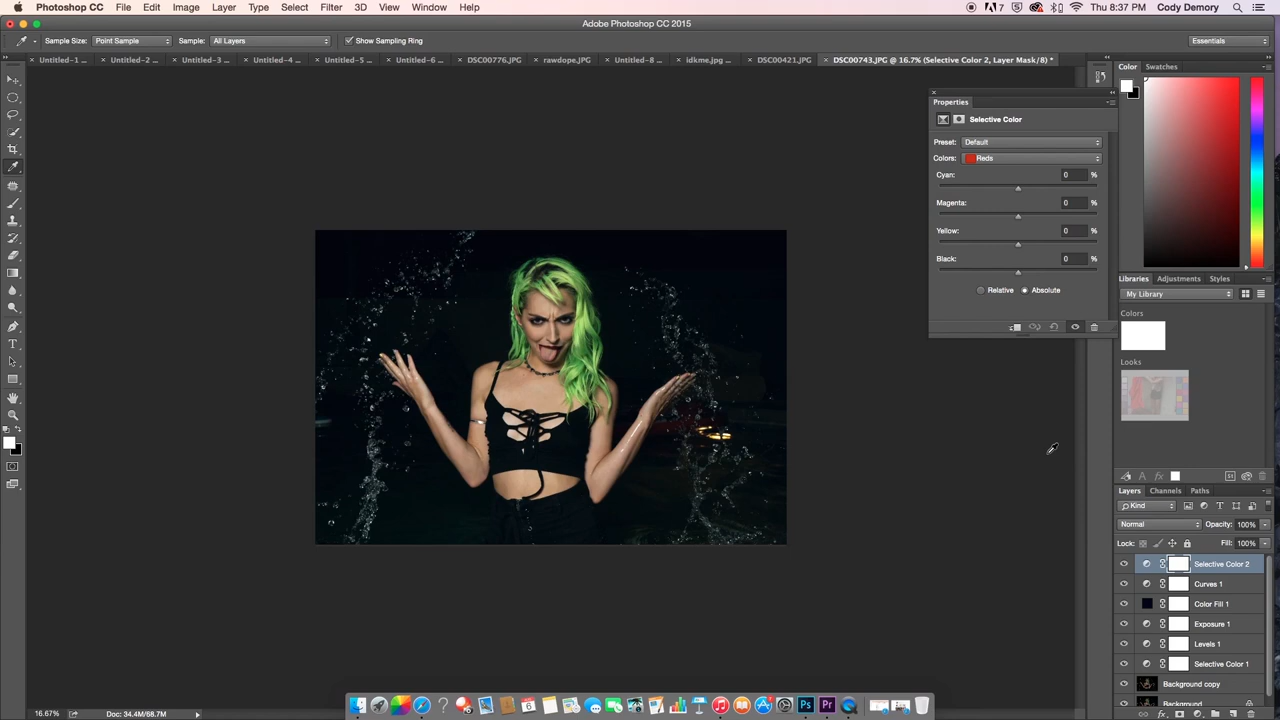 Photoshop CC File Edit Image Layer Type Select Filter 3D View Window Help 7 Thu 8:37 PM Cody Demory
Adobe Photoshop CC 2015
Sample Size: Point Sample Sample: All Layers Show Sampling Ring Essentials
Untitled-1 ... Untitled-2 ... Untitled-3 ... Untitled-4 ... Untitled-5 ... Untitled-6 ... DSC00776.JPG rawdope.JPG Untitled-8 ... idkme.jpg ... DSC00421.JPG DSC00743.JPG @ 16.7% (Selective Color 2, Layer Mask/8) *
Color Swatches
Properties
Selective Color
Preset: Default
Colors: Reds
Cyan: 0 %
Magenta: 0 %
Yellow: 0 %
Black: 0 %
Relative Absolute
Libraries Adjustments Styles
My Library
Colors
Looks
Layers Channels Paths
Kind
Normal Opacity: 100%
Lock: Fill: 100%
Selective Color 2
Curves 1
Color Fill 1
Exposure 1
Levels 1
Selective Color 1
Background copy
Background
16.67% Doc: 34.4M/68.7M
6
Ps Pr